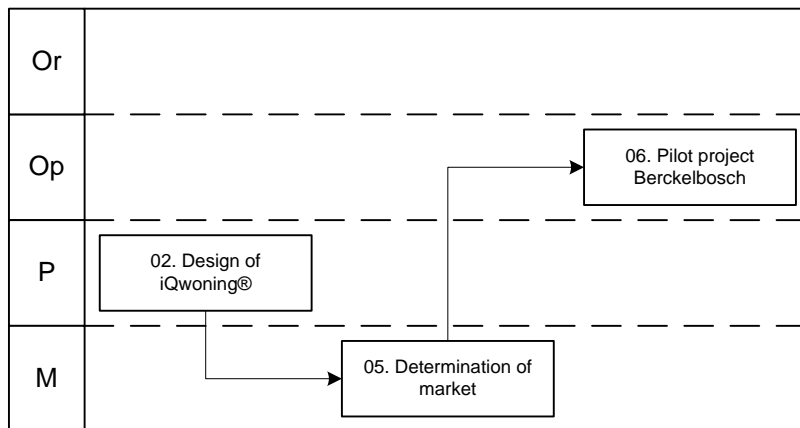 Or
Op
06. Pilot project
Berckelbosch
P
02. Design of
iQwoning®
M
05. Determination of
market